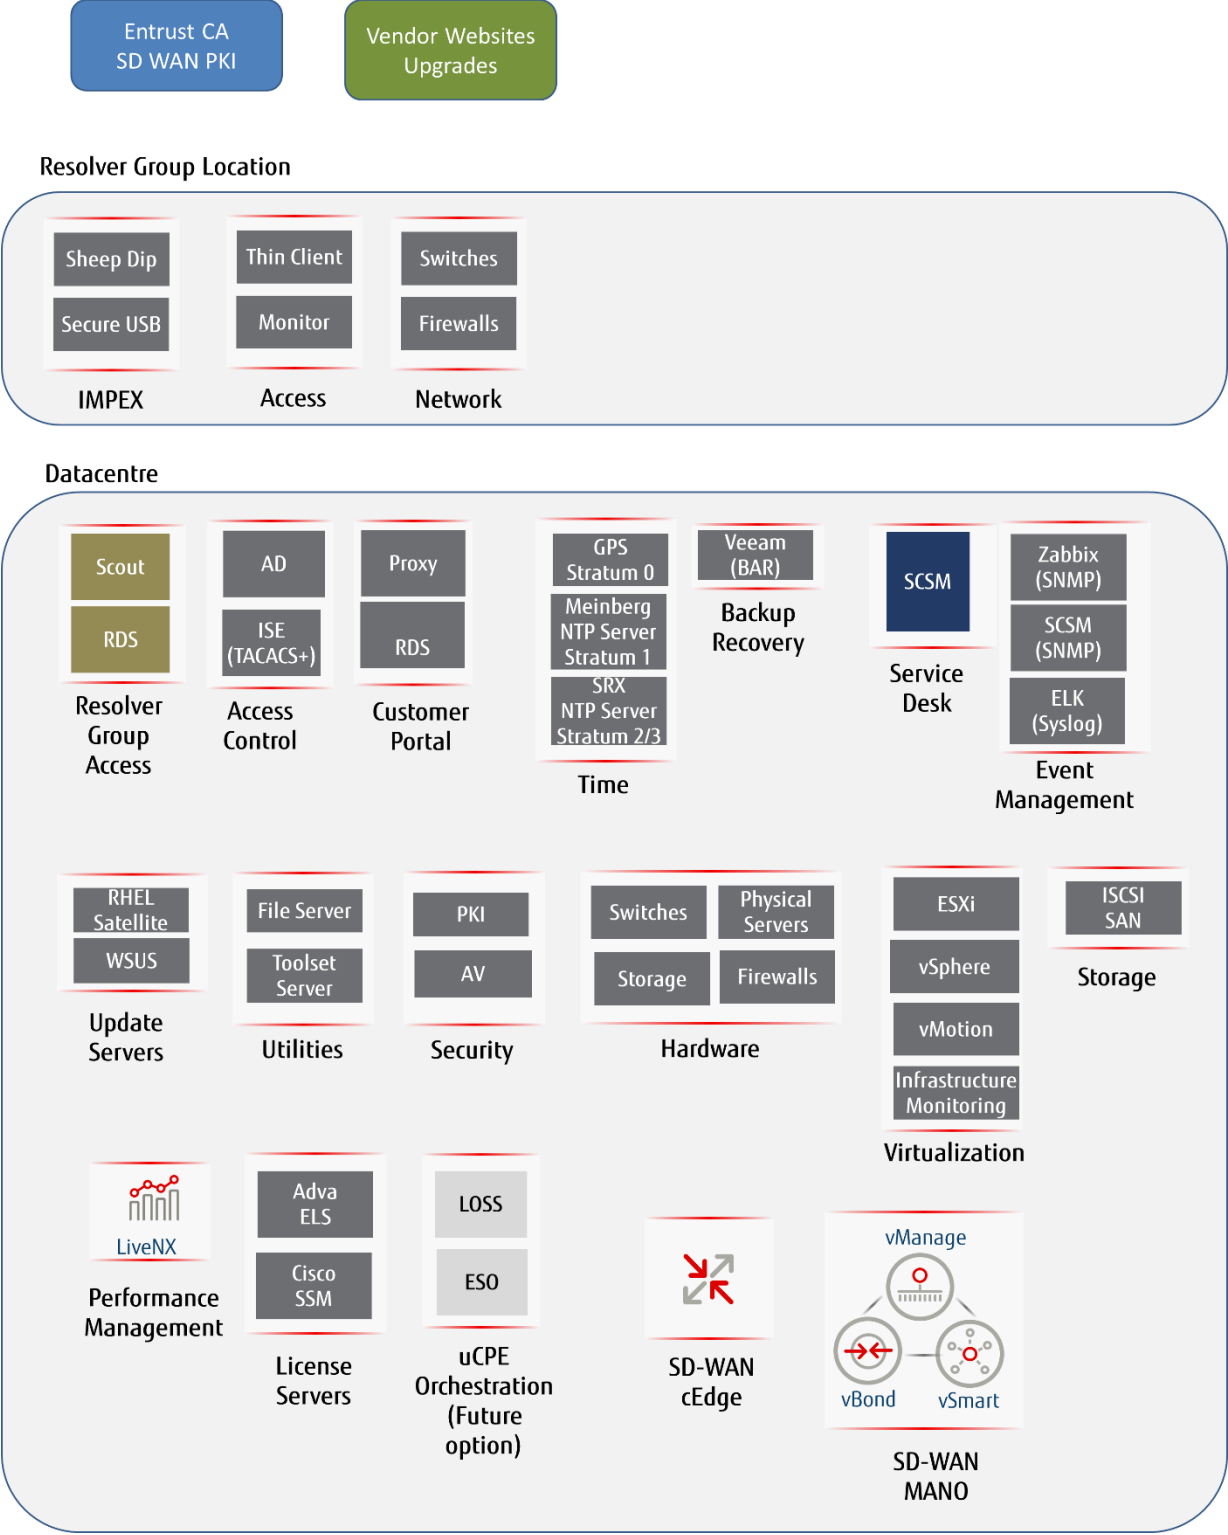 Entrust CA
SD WAN PKI
Vendor Websites
Upgrades
Resolver Group Location
Sheep Dip
Secure USB
IMPEX
Thin Client
Monitor
Access
Switches
Firewalls
Network
Datacentre
Scout
RDS
Resolver
Group
Access
AD
ISE
(TACACS+)
Access
Control
Proxy
RDS
Customer
Portal
GPS
Stratum 0
Meinberg
NTP Server
Stratum 1
SRX
NTP Server
Stratum 2/3
Time
Veeam
(BAR)
Backup
Recovery
SCSM
Service
Desk
Zabbix
(SNMP)
SCSM
(SNMP)
ELK
(Syslog)
Event
Management
RHEL
Satellite
WSUS
Update
Servers
File Server
Toolset
Server
Utilities
PKI
AV
Security
Switches
Physical
Servers
Storage
Firewalls
Hardware
ESXi
vSphere
vMotion
Infrastructure
Monitoring
Virtualization
ISCSI
SAN
Storage
LiveNX
Performance
Management
Adva
ELS
Cisco
SSM
License
Servers
LOSS
ESO
uCPE
Orchestration
(Future
option)
SD-WAN
cEdge
vManage
vBond
vSmart
SD-WAN
MANO